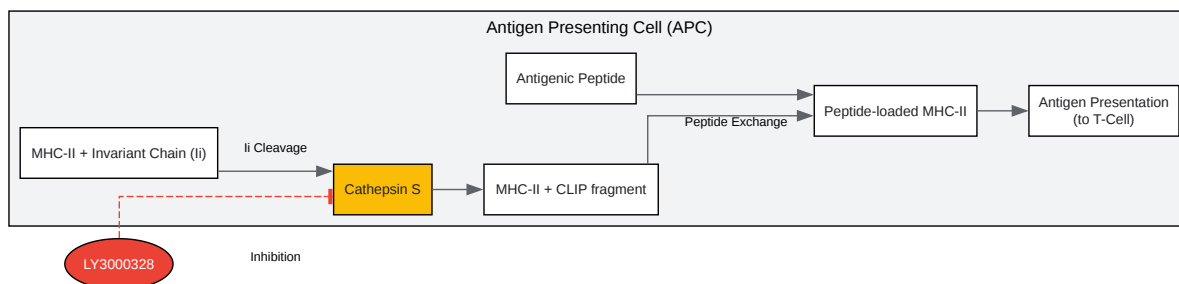 Antigen Presenting Cell (APC)
Antigenic Peptide
Peptide-loaded MHC-II
Antigen Presentation
(to T-Cell)
Peptide Exchange
MHC-II + Invariant Chain (Ii)
Ii Cleavage
Cathepsin S
MHC-II + CLIP fragment
LY3000328
Inhibition